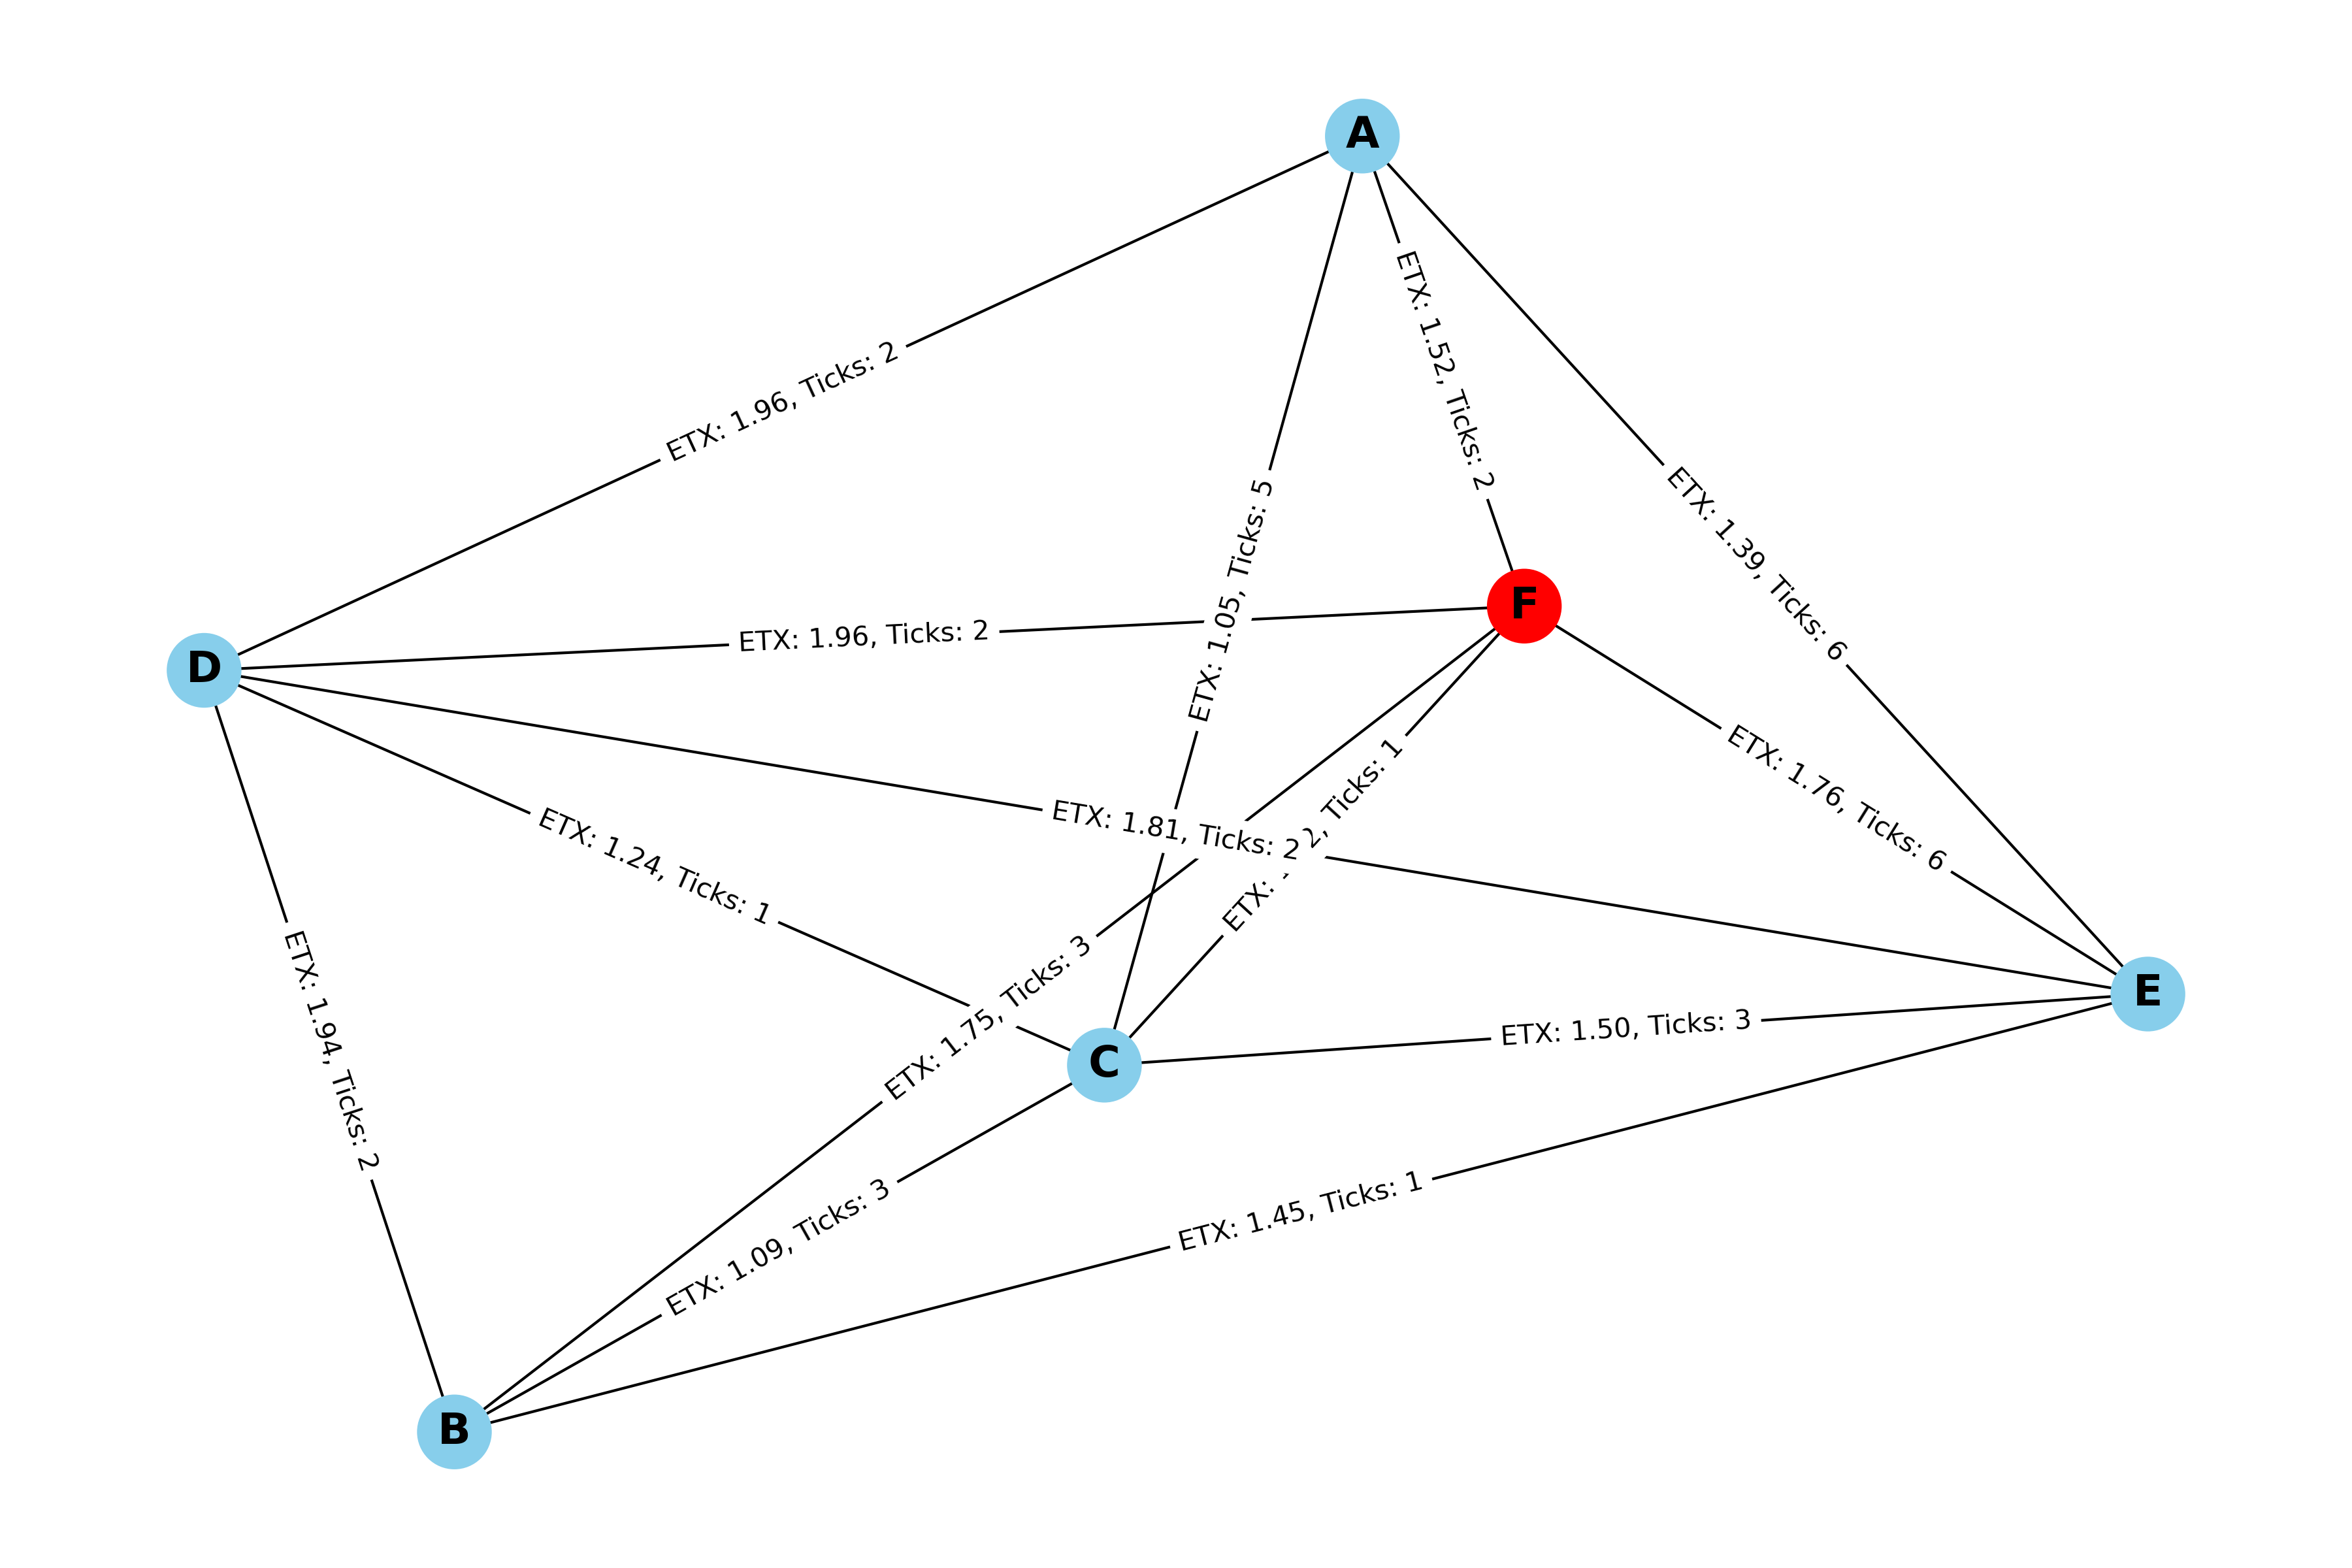 A
ETX: 1.96, Ticks: 2
ETX: 1.52, Ticks: 2
ETX: 1.05, Ticks: 5
ETX: 1.39, Ticks: 6
F
ETX: 1.96, Ticks: 2
D
ETX: 1.81, Ticks: 2
ETX: 2, Ticks: 1
ETX: 1.76, Ticks: 6
ETX: 1.24, Ticks: 1
ETX: 1.75, Ticks: 3
E
ETX: 1.50, Ticks: 3
C
ETX: 1.94, Ticks: 2
ETX: 1.09, Ticks: 3
ETX: 1.45, Ticks: 1
B